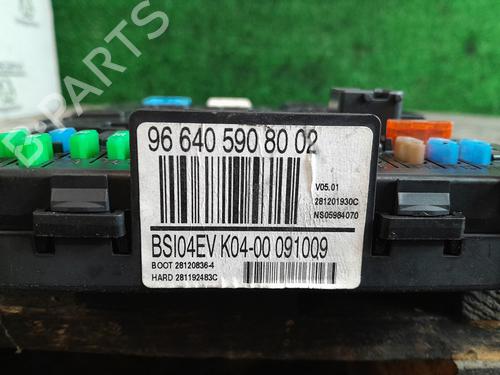 B-PARTS
96 640 590 80 02
V05.01
281201930C
NS05984070
BSI04EV K04-00 091009
BOOT 28120836-4
HARD 281192483C